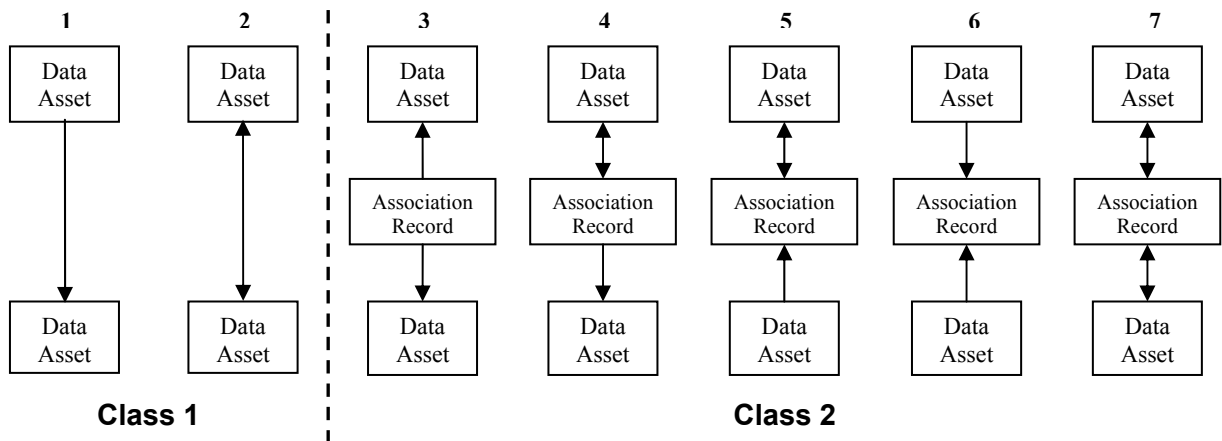 1 2 3 4 5 6 7
Data Data Data Data Data Data Data
Asset Asset Asset Asset Asset Asset Asset
Association Association Association Association Association
Record Record Record Record Record
Data Data Data Data Data Data Data
Asset Asset Asset Asset Asset Asset Asset
Class 1 Class 2